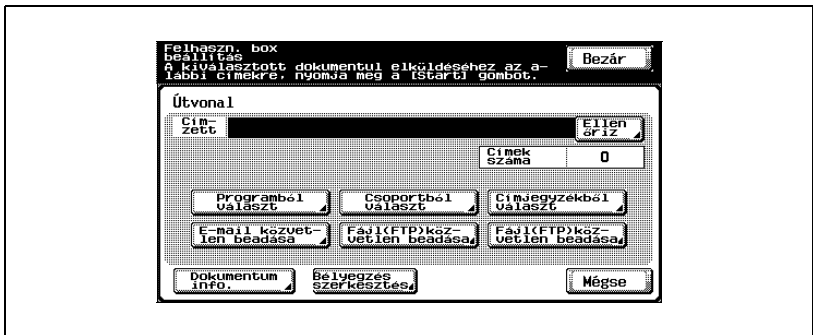 Felhaszn. box
beállítás
A kiválasztott dokumentul elküldéséhez az a-
lábbi címekre, nyomja meg a [Start] gombot.
Bezár
Útvonal
Cím-
zett
Ellen
őriz
Címek
száma
0
Programból
választ
Csoportból
választ
Címjegyzékből
választ
E-mail közvet-
len beadása
Fájl(FTP)köz-
vetlen beadása
Fájl(FTP)köz-
vetlen beadása
Dokumentum
info.
Bélyegzés
szerkesztés
Mégse